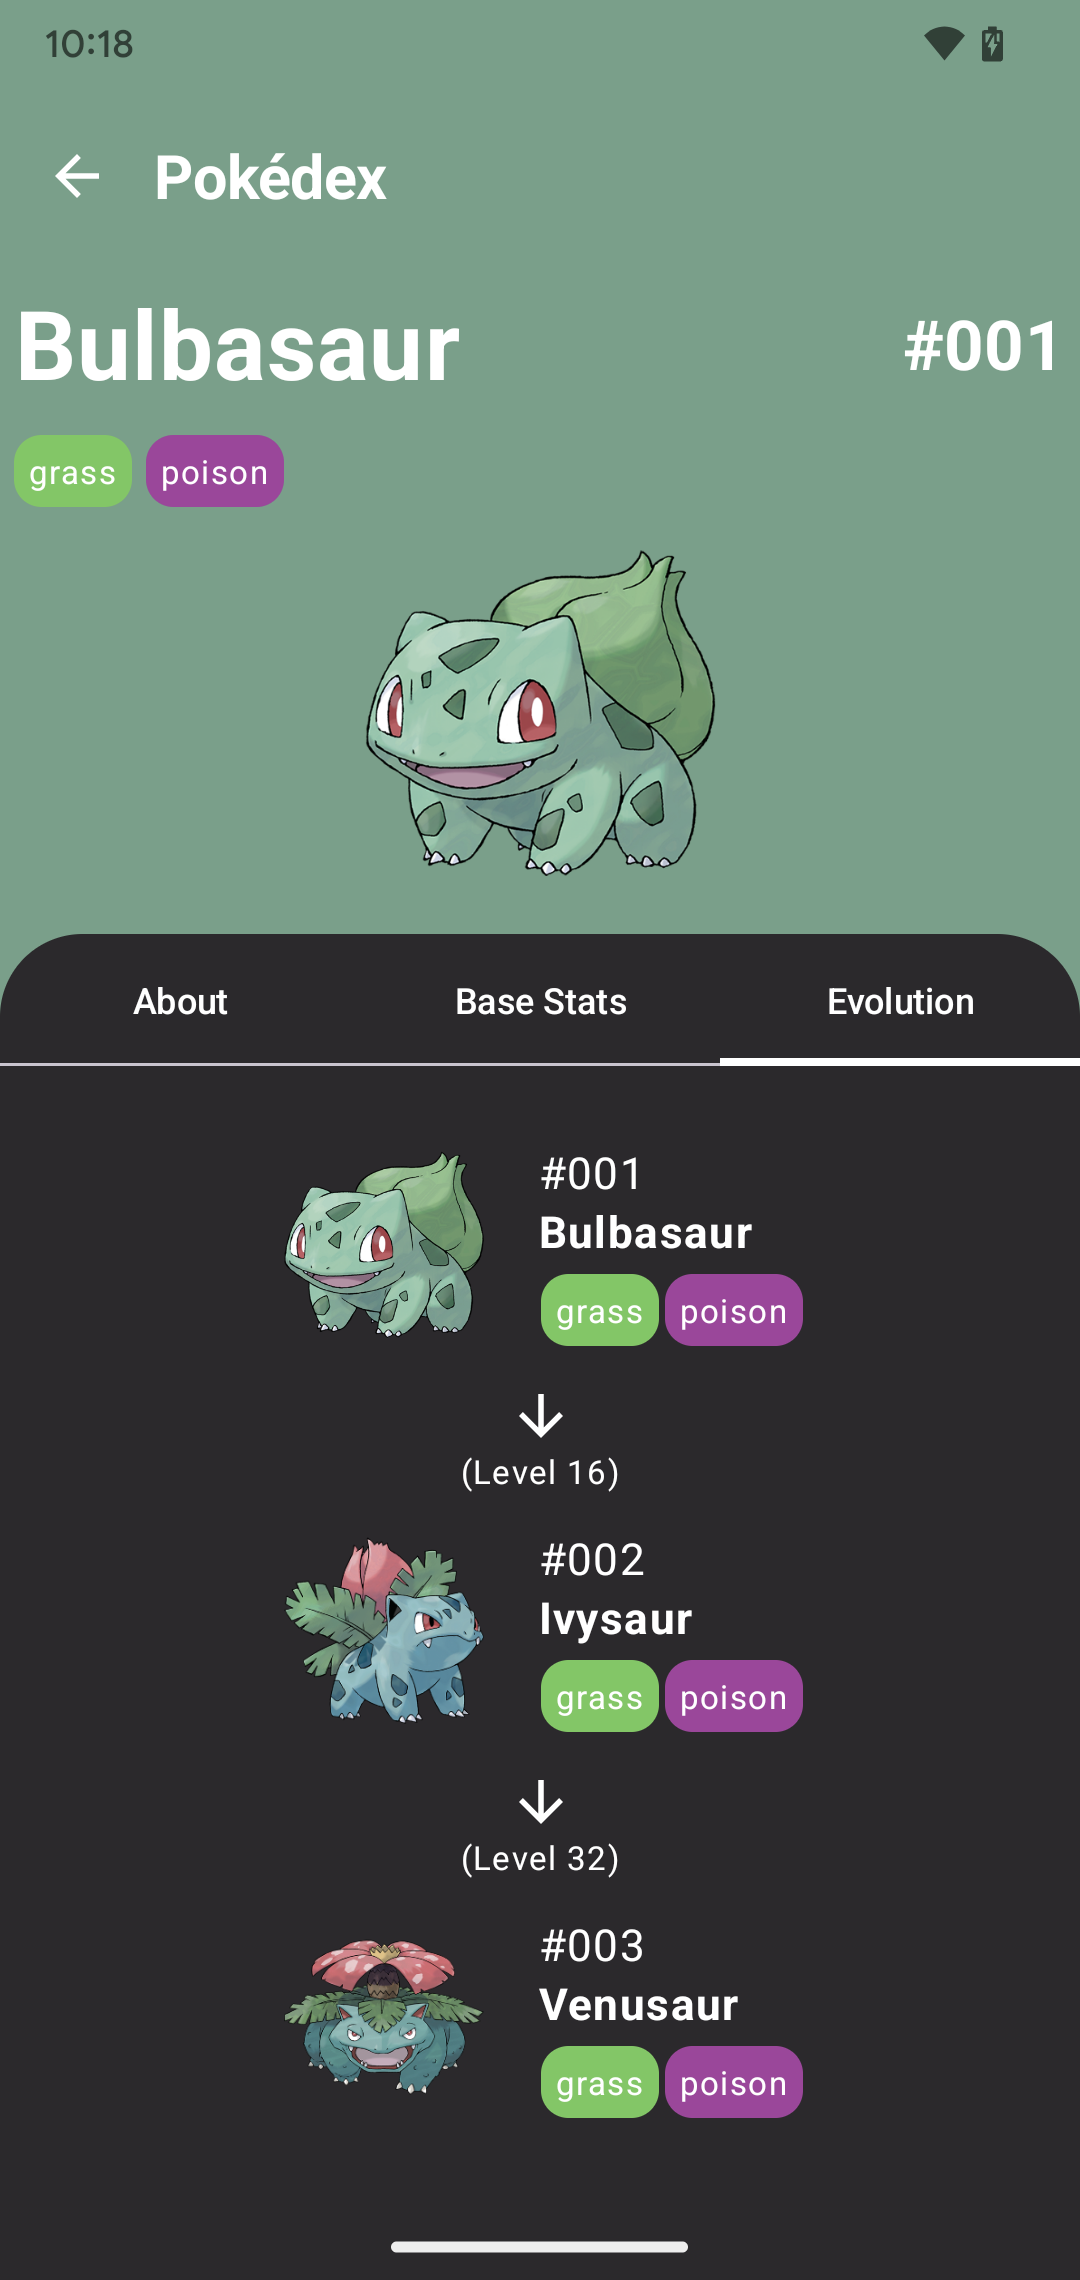 10:18
Pokédex
Bulbasaur #001
grass poison
About Base Stats Evolution
#001
Bulbasaur
grass poison
(Level 16)
#002
Ivysaur
grass poison
(Level 32)
#003
Venusaur
grass poison